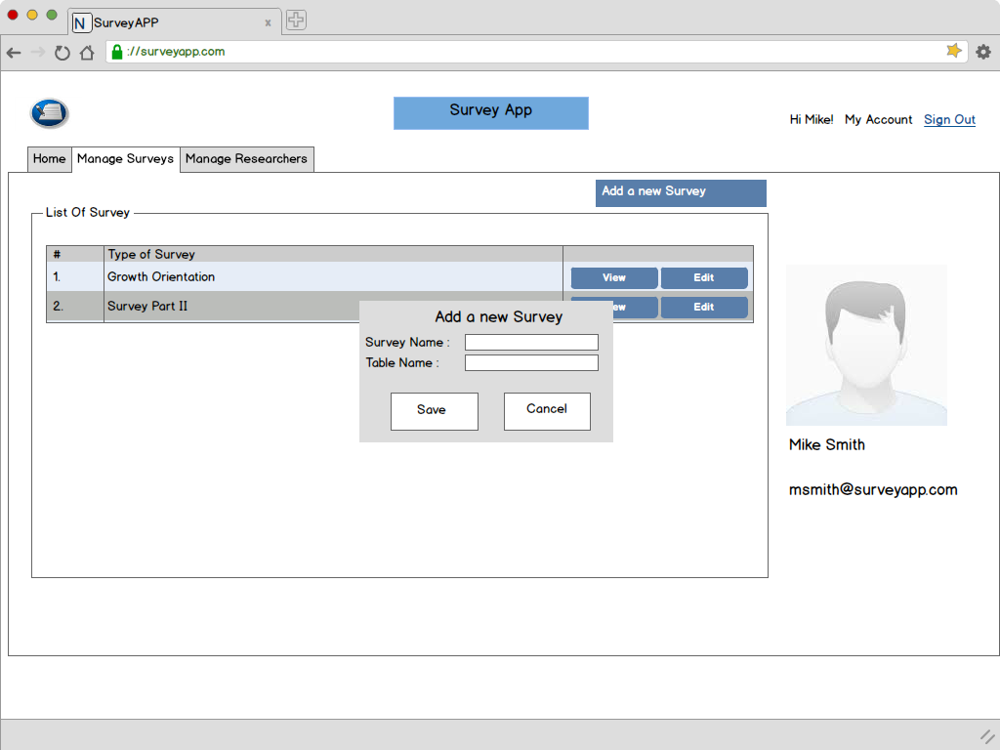 N SurveyAPP x
://surveyapp.com
Survey App
Hi Mike! My Account Sign Out
Home Manage Surveys Manage Researchers
Add a new Survey
List Of Survey
# Type of Survey
1. Growth Orientation View Edit
2. Survey Part II ew Edit
Add a new Survey
Survey Name :
Table Name :
Save Cancel
Mike Smith
msmith@surveyapp.com